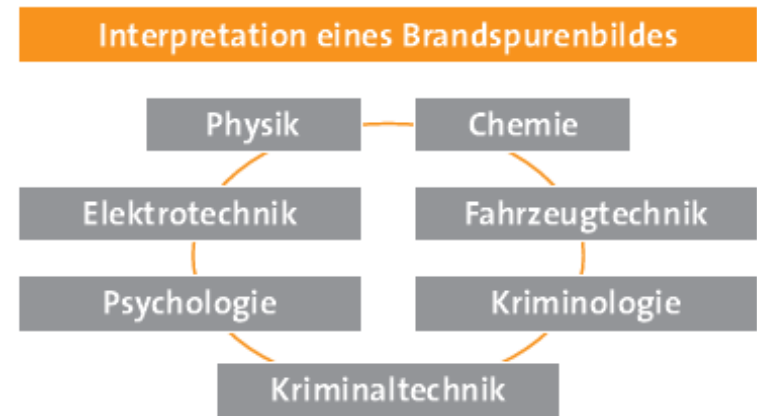 Interpretation eines Brandspurenbildes
Physik
Chemie
Elektrotechnik
Fahrzeugtechnik
Psychologie
Kriminologie
Kriminaltechnik